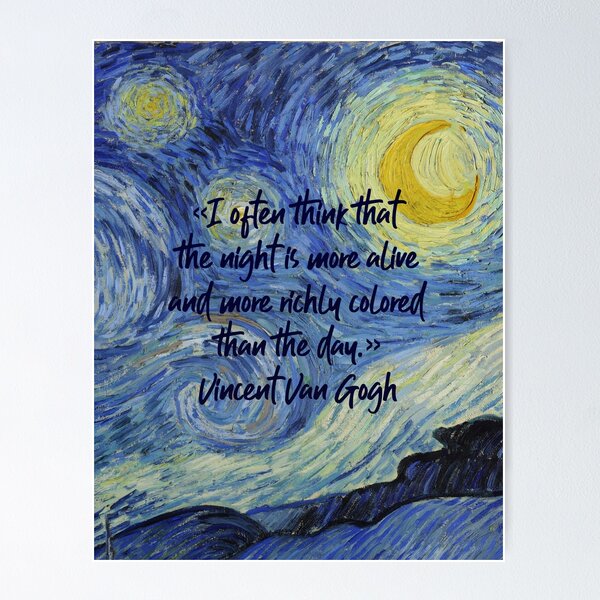 «I often think that
the night is more alive
and more richly colored
than the day.»
Vincent Van Gogh